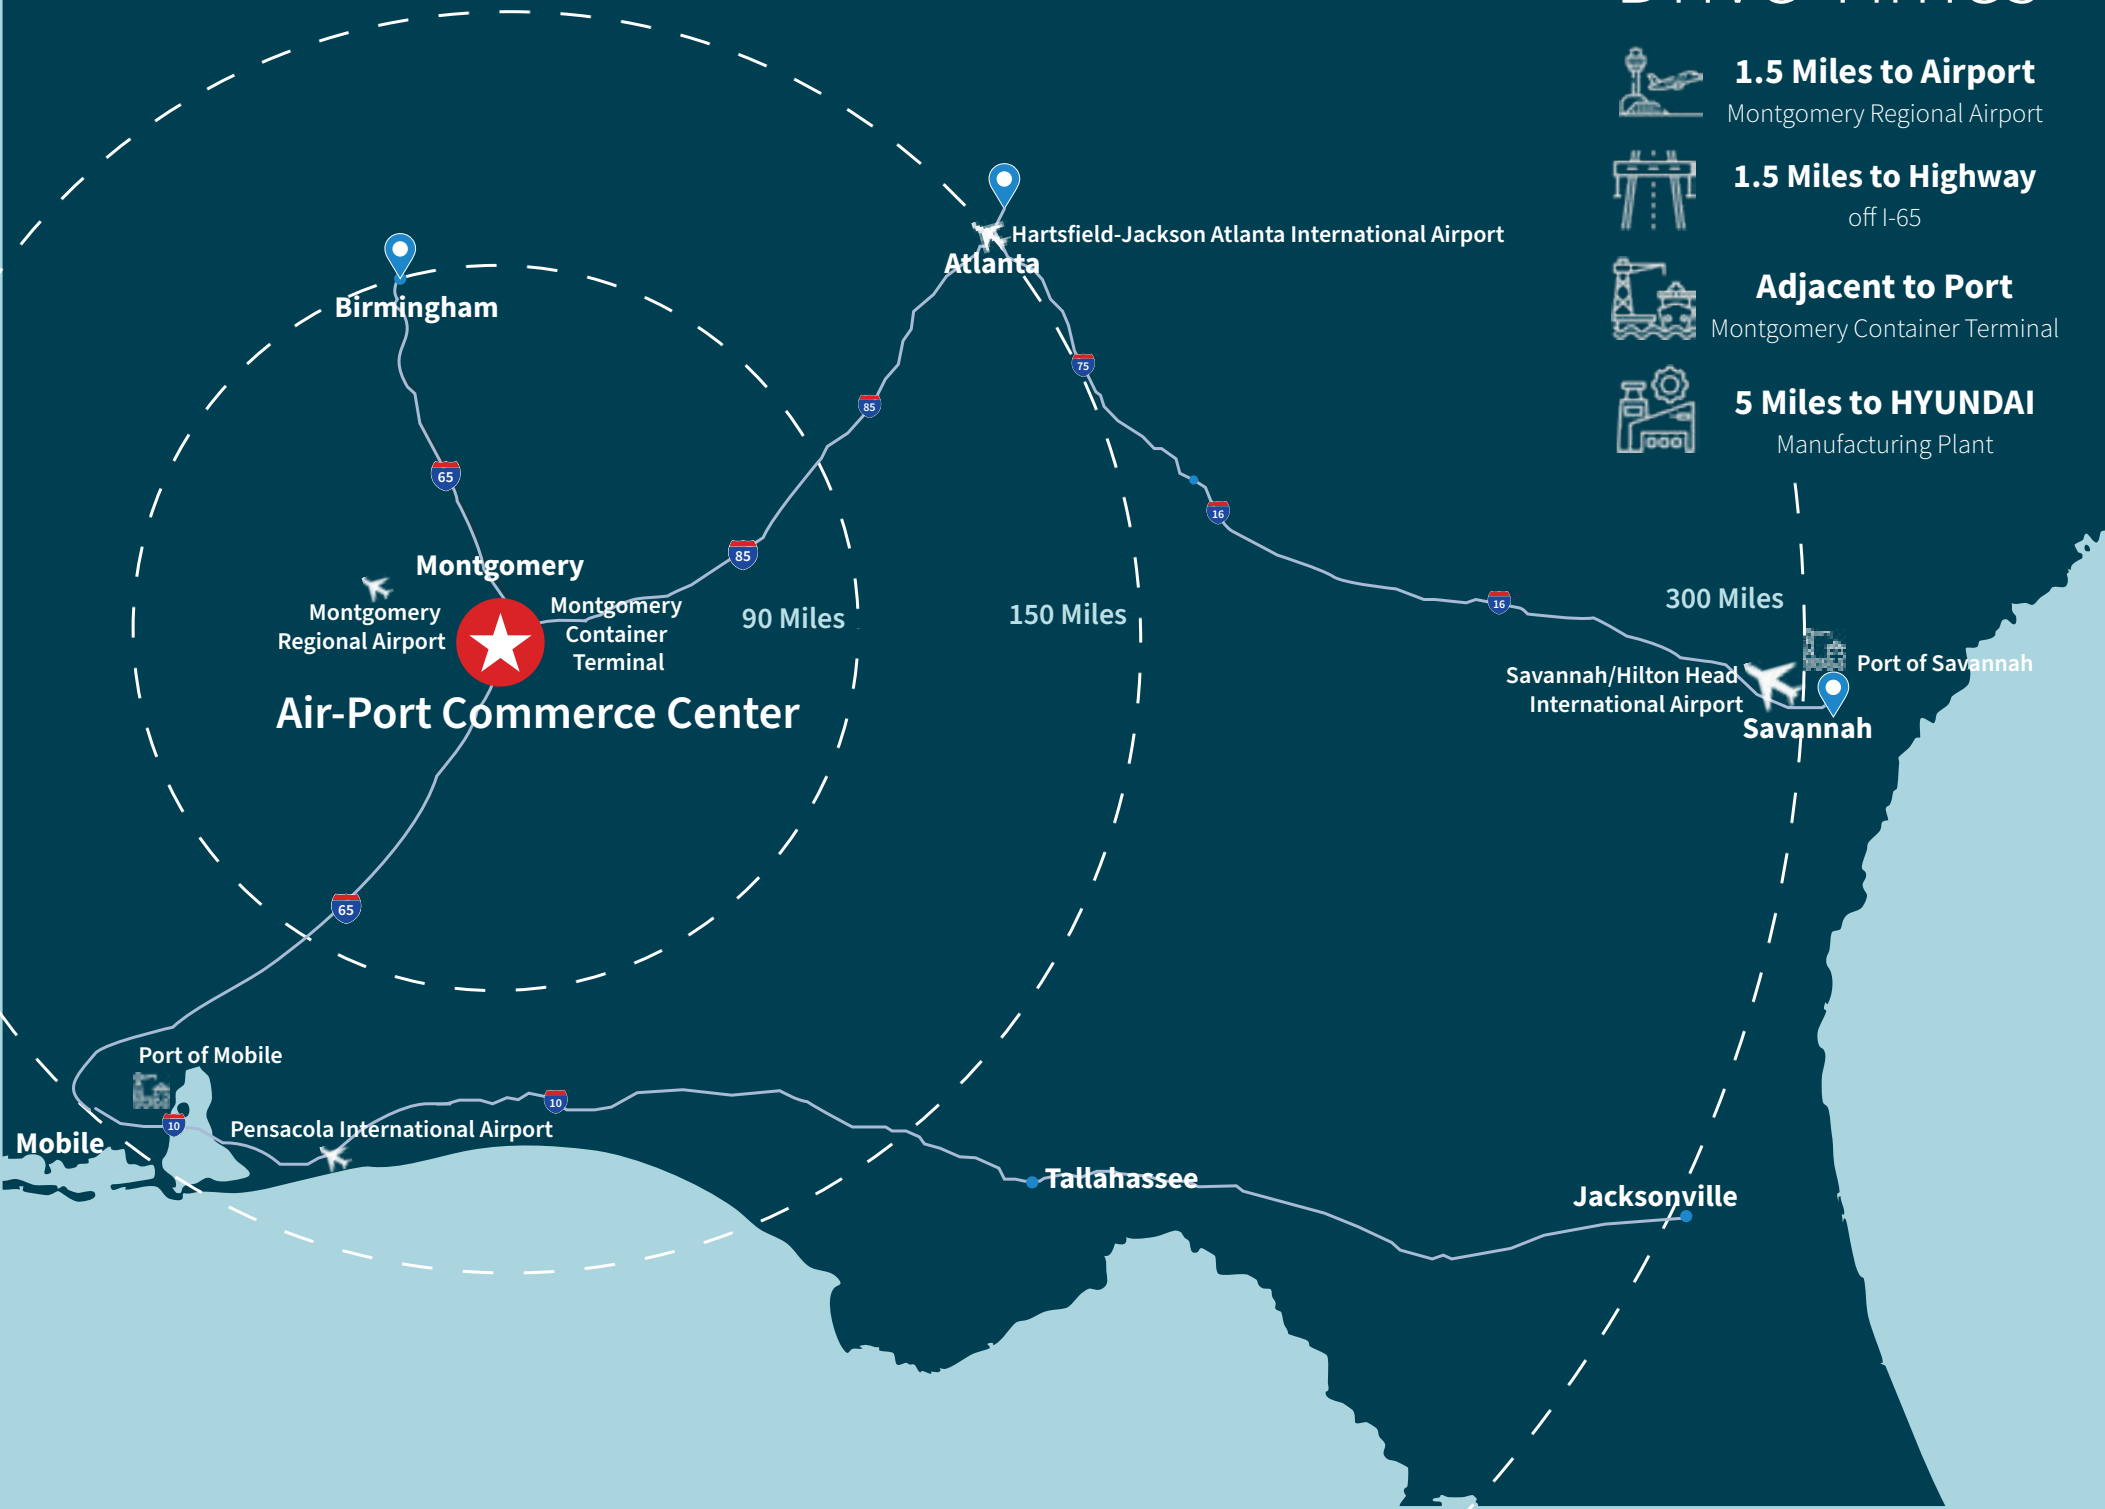 Drive Times
1.5 Miles to Airport
Montgomery Regional Airport
1.5 Miles to Highway
off I-65
Adjacent to Port
Montgomery Container Terminal
5 Miles to HYUNDAI
Manufacturing Plant
Hartsfield-Jackson Atlanta International Airport
Atlanta
Birmingham
75
85
65
16
85
Montgomery
Montgomery
Regional Airport
Montgomery
Container
Terminal
90 Miles
150 Miles
16
300 Miles
Port of Savannah
Savannah/Hilton Head
International Airport
Savannah
Air-Port Commerce Center
65
Port of Mobile
10
10
Pensacola International Airport
Mobile
Tallahassee
Jacksonville